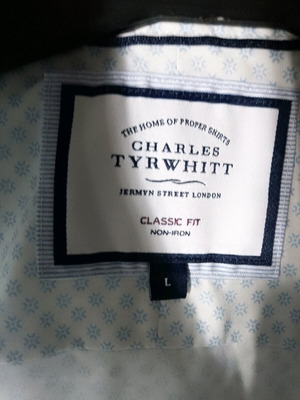 THE HOME OF PROPER SHIRTS
CHARLES
TYRWHITT
JERMYN STREET LONDON
CLASSIC FIT
NON-IRON
L